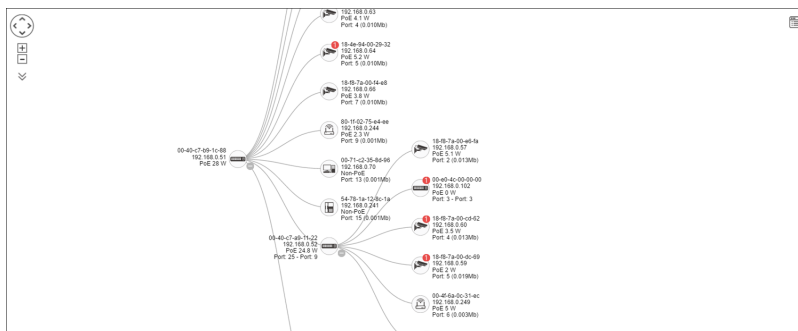 192.168.0.63
PoE 4.1 W
Port: 4 (0.010Mb)
1
18-4e-94-00-29-32
192.168.0.64
PoE 5.2 W
Port: 5 (0.010Mb)
18-f8-7a-00-f4-e8
192.168.0.66
PoE 3.8 W
Port: 7 (0.010Mb)
80-1f-02-75-e4-ee
192.168.0.244
PoE 2.3 W
Port: 9 (0.001Mb)
00-40-c7-b9-1c-88
192.168.0.51
PoE 28 W
00-71-c2-35-8d-96
192.168.0.70
Non-PoE
Port: 13 (0.001Mb)
54-78-1a-12-8c-1a
192.168.0.241
Non-PoE
Port: 15 (0.001Mb)
00-40-c7-a9-11-22
192.168.0.52
PoE 24.8 W
Port: 25 - Port: 9
18-f8-7a-00-e6-fa
192.168.0.57
PoE 5.1 W
Port: 2 (0.013Mb)
1
00-e0-4c-00-00-00
192.168.0.102
PoE 0 W
Port: 3 - Port: 3
1
18-f8-7a-00-cd-62
192.168.0.60
PoE 3.5 W
Port: 4 (0.013Mb)
1
18-f8-7a-00-dc-69
192.168.0.59
PoE 2 W
Port: 5 (0.019Mb)
00-4f-6a-0c-31-ec
192.168.0.249
PoE 5 W
Port: 6 (0.003Mb)